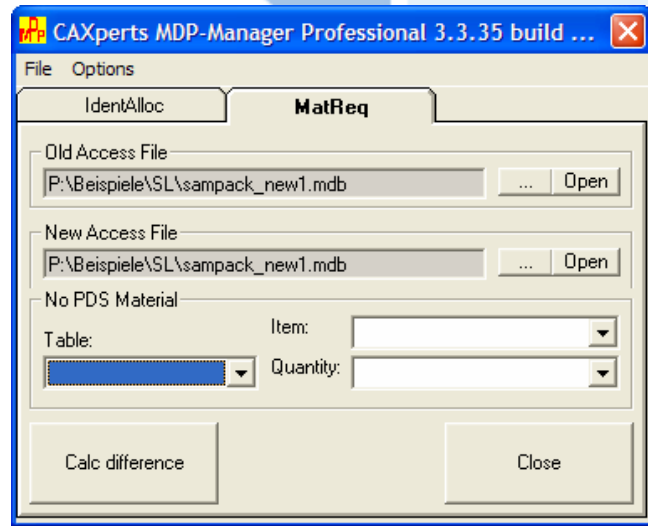 CAXperts MDP-Manager Professional 3.3.35 build ...
File Options
IdentAlloc MatReq
Old Access File
P:\Beispiele\SL\sampack_new1.mdb ... Open
New Access File
P:\Beispiele\SL\sampack_new1.mdb ... Open
No PDS Material
Table: Item:
Quantity:
Calc difference Close